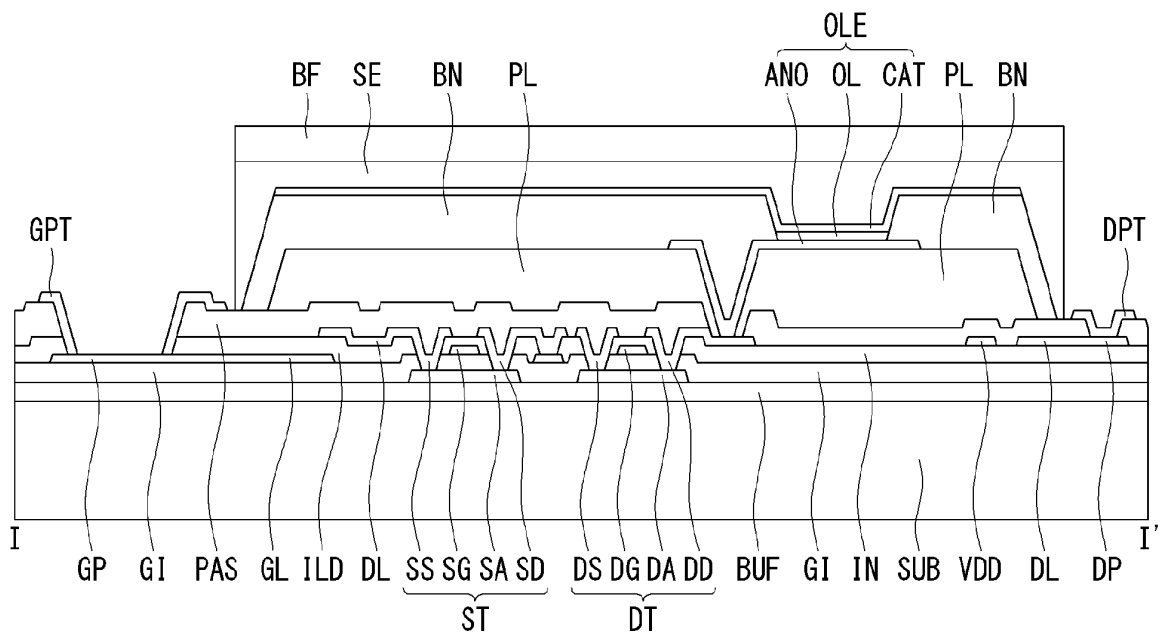 OLE
BF SE BN PL ANO OL CAT PL BN
GPT DPT
I I'
GP GI PAS GL ILD DL SS SG SA SD DS DG DA DD BUF GI IN SUB VDD DL DP
ST DT